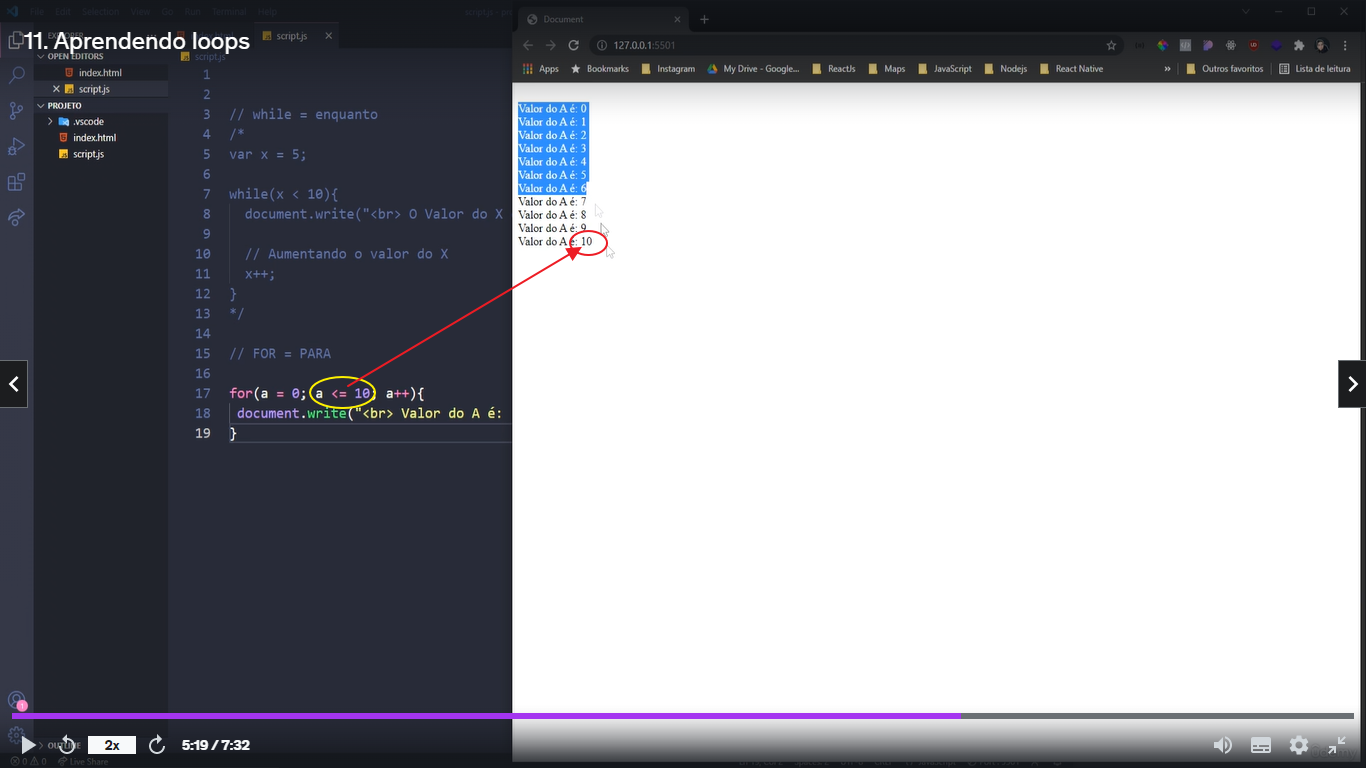 File Edit Selection View Go Run Terminal Help
11. Aprendendo loops
EXPLORER
OPEN EDITORS
index.html
script.js
PROJETO
.vscode
index.html
script.js
OUTLINE
0 0 Live Share
script.js
script.js
1
2
3 // while = enquanto
4 /*
5 var x = 5;
6
7 while(x < 10){
8 document.write("<br> O Valor do X
9
10 // Aumentando o valor do X
11 x++;
12 }
13 */
14
15 // FOR = PARA
16
17 for(a = 0; a <= 10; a++){
18 document.write("<br> Valor do A é:
19 }
Document
127.0.0.1:5501
Apps Bookmarks Instagram My Drive - Google... ReactJs Maps JavaScript Nodejs React Native » Outros favoritos Lista de leitura
Valor do A é: 0
Valor do A é: 1
Valor do A é: 2
Valor do A é: 3
Valor do A é: 4
Valor do A é: 5
Valor do A é: 6
Valor do A é: 7
Valor do A é: 8
Valor do A é: 9
Valor do A é: 10
1
2x 5:19 / 7:32